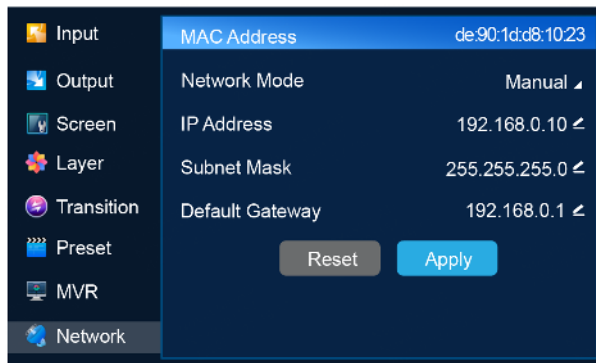 Input
Output
Screen
Layer
Transition
Preset
MVR
Network
MAC Address de:90:1d:d8:10:23
Network Mode Manual
IP Address 192.168.0.10
Subnet Mask 255.255.255.0
Default Gateway 192.168.0.1
Reset Apply